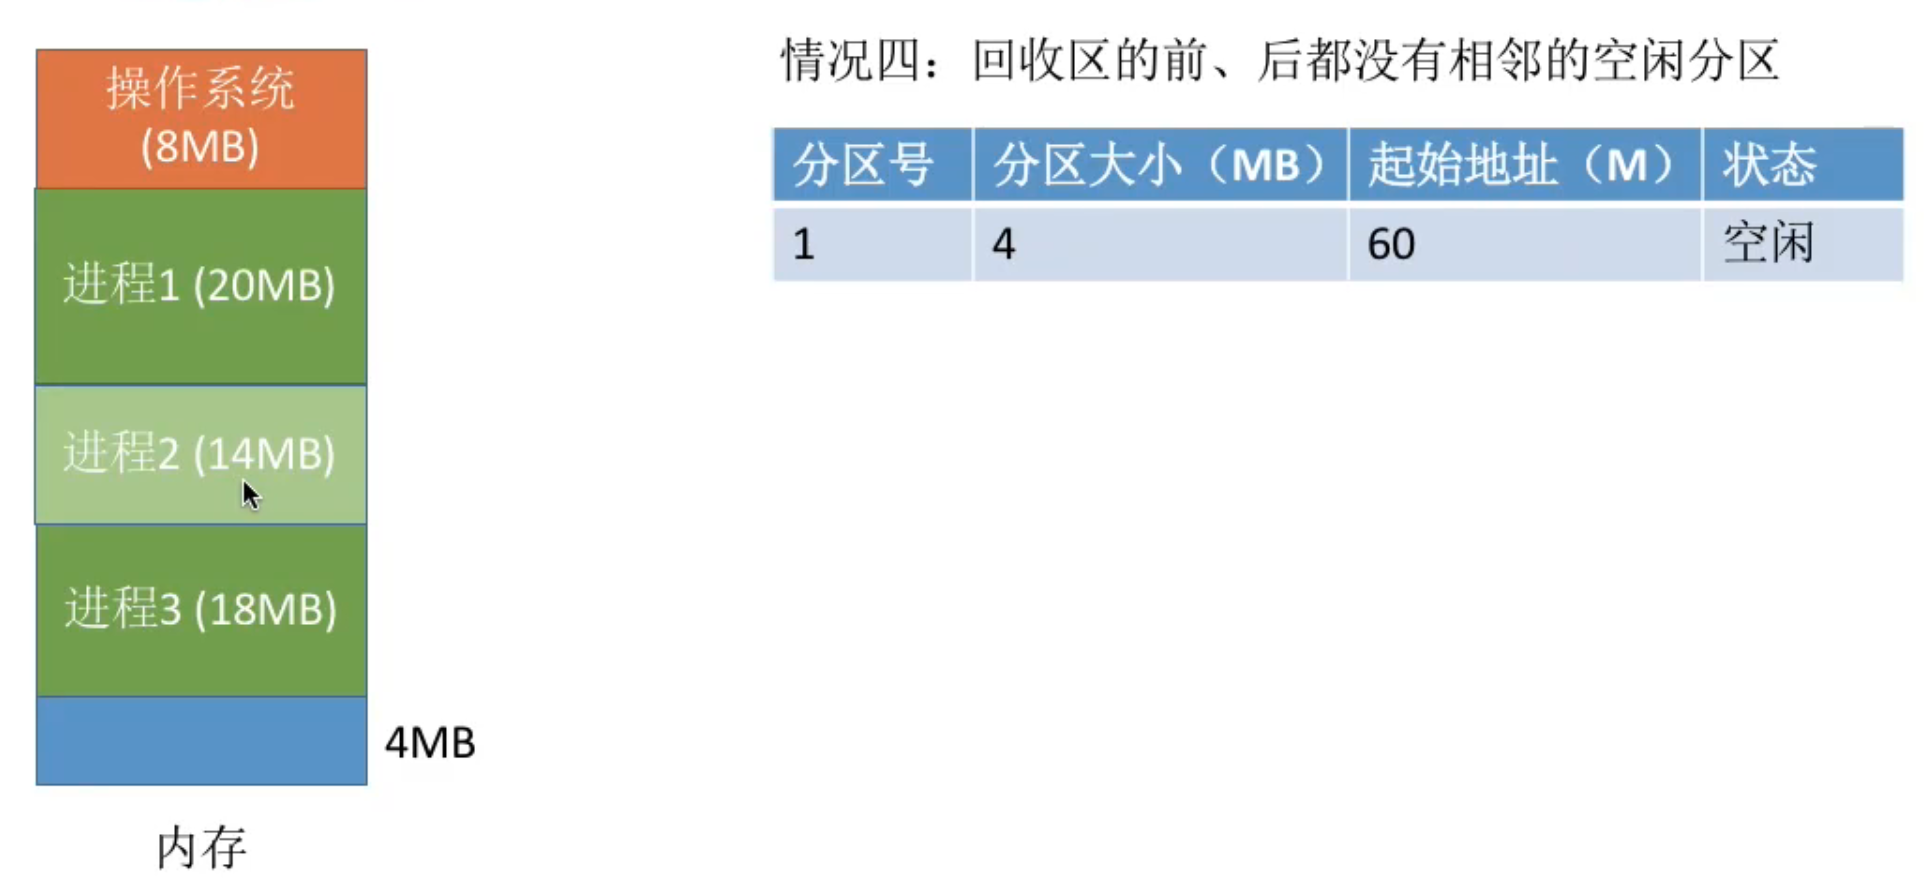 操作系统
(8MB)
进程1 (20MB)
进程2 (14MB)
进程3 (18MB)
4MB
内存
情况四：回收区的前、后都没有相邻的空闲分区
分区号 分区大小（MB） 起始地址（M） 状态
1 4 60 空闲